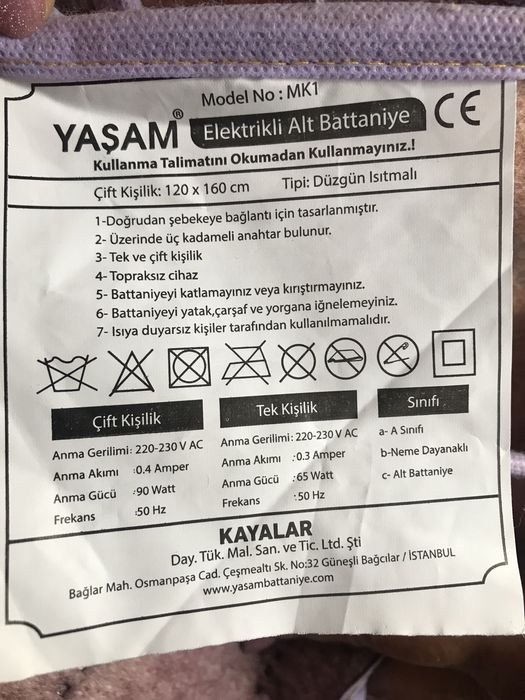 Model No : MK1
YAŞAM® Elektrikli Alt Battaniye CE
Kullanma Talimatını Okumadan Kullanmayınız.!
Çift Kişilik: 120 x 160 cm Tipi: Düzgün Isıtmalı
1-Doğrudan şebekeye bağlantı için tasarlanmıştır.
2- Üzerinde üç kademeli anahtar bulunur.
3- Tek ve çift kişilik
4- Topraksız cihaz
5- Battaniyeyi katlamayınız veya kırıştırmayınız.
6- Battaniyeyi yatak,çarşaf ve yorgana iğnelemeyiniz.
7- Isıya duyarsız kişiler tarafından kullanılmamalıdır.
Çift Kişilik
Anma Gerilimi: 220-230 V AC
Anma Akımı :0.4 Amper
Anma Gücü :90 Watt
Frekans :50 Hz
Tek Kişilik
Anma Gerilimi: 220-230 V AC
Anma Akımı :0.3 Amper
Anma Gücü :65 Watt
Frekans :50 Hz
Sınıfı
a- A Sınıfı
b-Neme Dayanaklı
c- Alt Battaniye
KAYALAR
Day. Tük. Mal. San. ve Tic. Ltd. Şti
Bağlar Mah. Osmanpaşa Cad. Çeşmealtı Sk. No:32 Güneşli Bağcılar / İSTANBUL
www.yasambattaniye.com